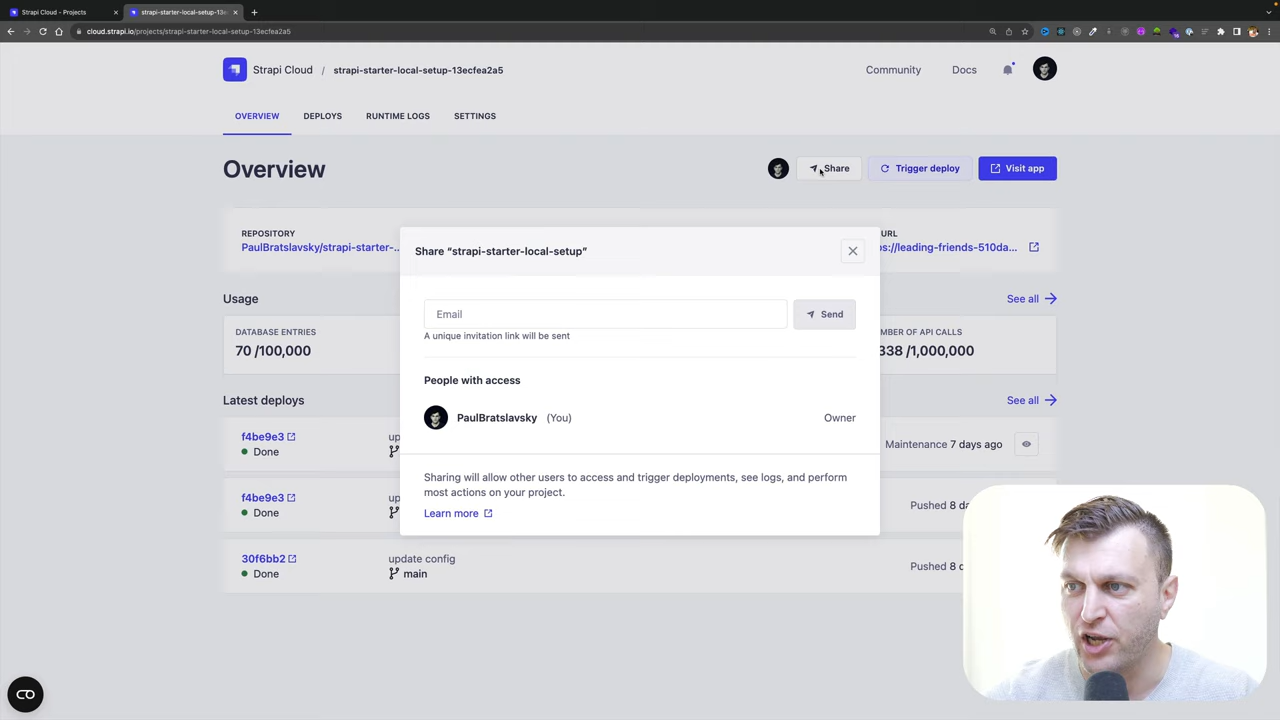 Strapi Cloud - Projects
strapi-starter-local-setup-13e
cloud.strapi.io/projects/strapi-starter-local-setup-13ecfea2a5
Strapi Cloud / strapi-starter-local-setup-13ecfea2a5
Community
Docs
OVERVIEW
DEPLOYS
RUNTIME LOGS
SETTINGS
Overview
Share
Trigger deploy
Visit app
REPOSITORY
PaulBratslavsky/strapi-starter-...
URL
ps://leading-friends-510da...
Share “strapi-starter-local-setup”
Email
Send
A unique invitation link will be sent
People with access
PaulBratslavsky (You)
Owner
Sharing will allow other users to access and trigger deployments, see logs, and perform
most actions on your project.
Learn more
Usage
See all
DATABASE ENTRIES
70 /100,000
MBER OF API CALLS
338 /1,000,000
Latest deploys
See all
f4be9e3
Done
up
Maintenance 7 days ago
f4be9e3
Done
up
Pushed 8 da
30f6bb2
Done
update config
main
Pushed 8 d